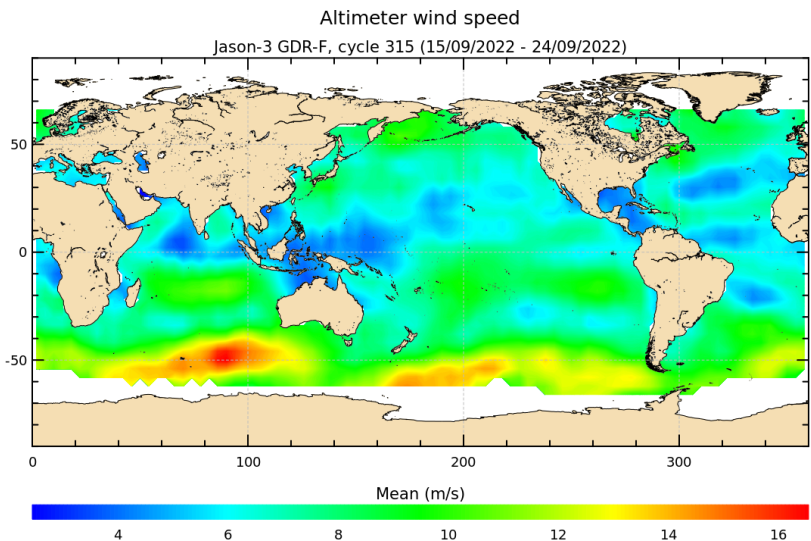 Altimeter wind speed
Jason-3 GDR-F, cycle 315 (15/09/2022 - 24/09/2022)
50
0
-50
0 100 200 300
Mean (m/s)
4 6 8 10 12 14 16